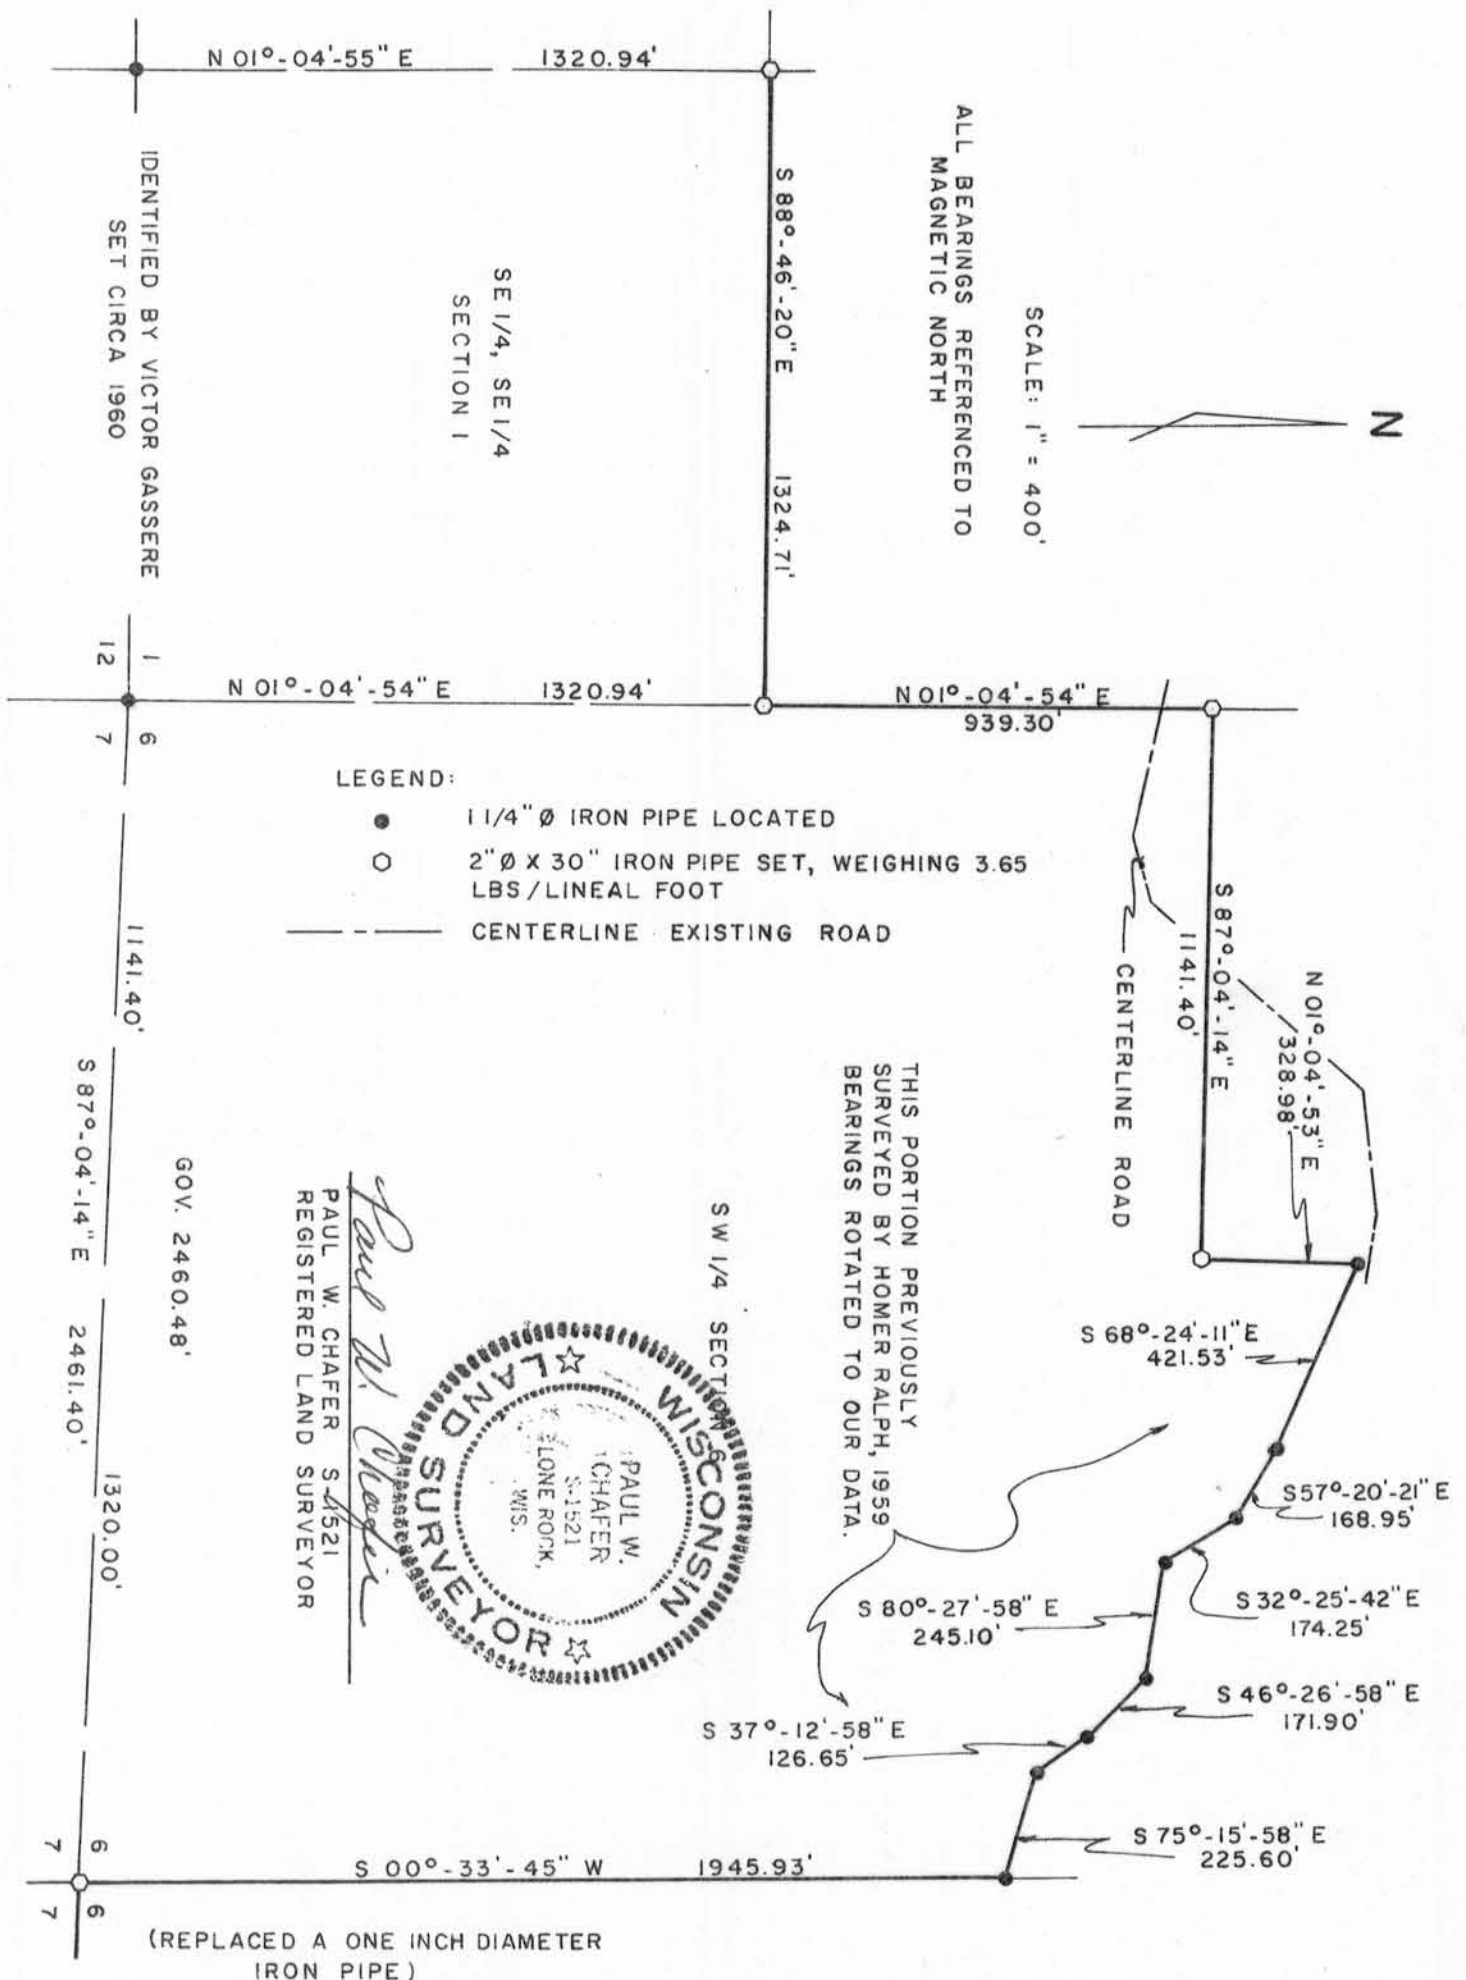 N 01°-04'-55" E 1320.94'
IDENTIFIED BY VICTOR GASSERE
SET CIRCA 1960
S 88°-46'-20" E 1324.71'
SE 1/4, SE 1/4
SECTION 1
ALL BEARINGS REFERENCED TO
MAGNETIC NORTH
SCALE: 1" = 400'
N
1
12
6
7
N 01°-04'-54" E 1320.94'
N 01°-04'-54" E
939.30'
LEGEND:
1 1/4" Ø IRON PIPE LOCATED
2" Ø X 30" IRON PIPE SET, WEIGHING 3.65
LBS/LINEAL FOOT
CENTERLINE EXISTING ROAD
S 87°-04'-14" E
1141.40'
CENTERLINE ROAD
N 01°-04'-53" E
328.98'
1141.40'
S 87°-04'-14" E 2461.40'
GOV. 2460.48'
1320.00'
THIS PORTION PREVIOUSLY
SURVEYED BY HOMER RALPH, 1959
BEARINGS ROTATED TO OUR DATA.
SW 1/4 SECTION 6
Paul W. Chafer
PAUL W. CHAFER S-1521
REGISTERED LAND SURVEYOR
WISCONSIN
LAND SURVEYOR
PAUL W.
CHAFER
S-1521
LONE ROCK,
WIS.
S 68°-24'-11" E
421.53'
S 57°-20'-21" E
168.95'
S 32°-25'-42" E
174.25'
S 80°-27'-58" E
245.10'
S 46°-26'-58" E
171.90'
S 37°-12'-58" E
126.65'
S 75°-15'-58" E
225.60'
S 00°-33'-45" W 1945.93'
6
7
6
7
(REPLACED A ONE INCH DIAMETER
IRON PIPE)